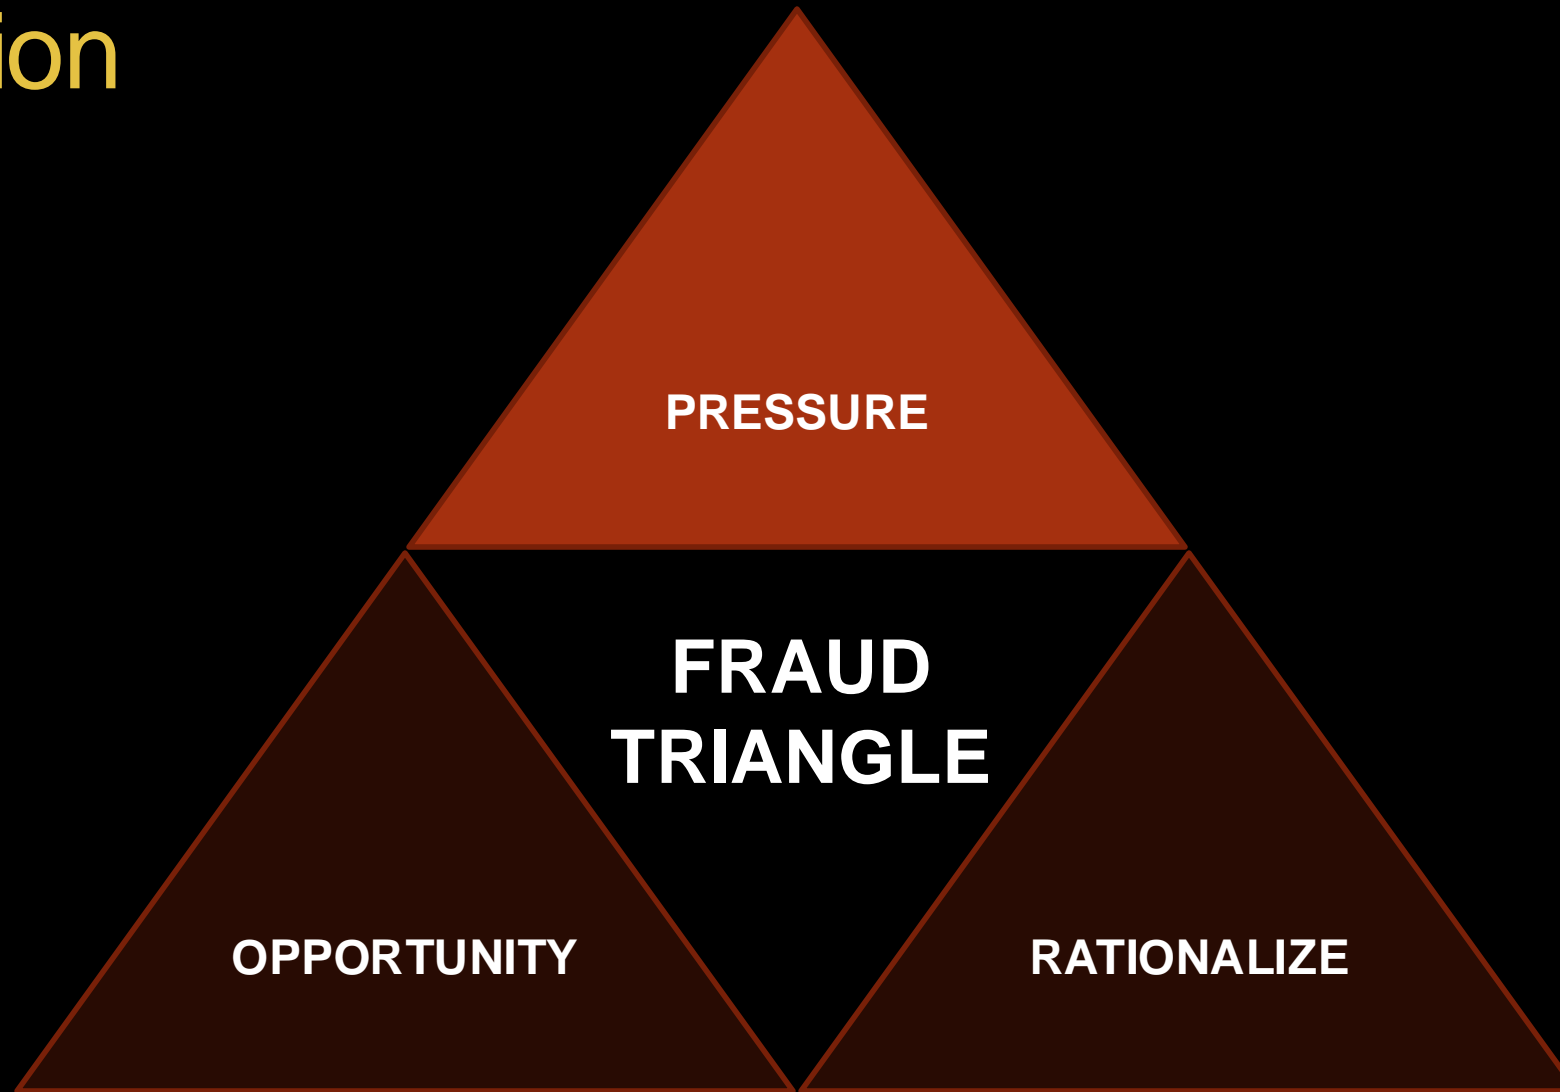 ion
PRESSURE
FRAUD
TRIANGLE
OPPORTUNITY
RATIONALIZE